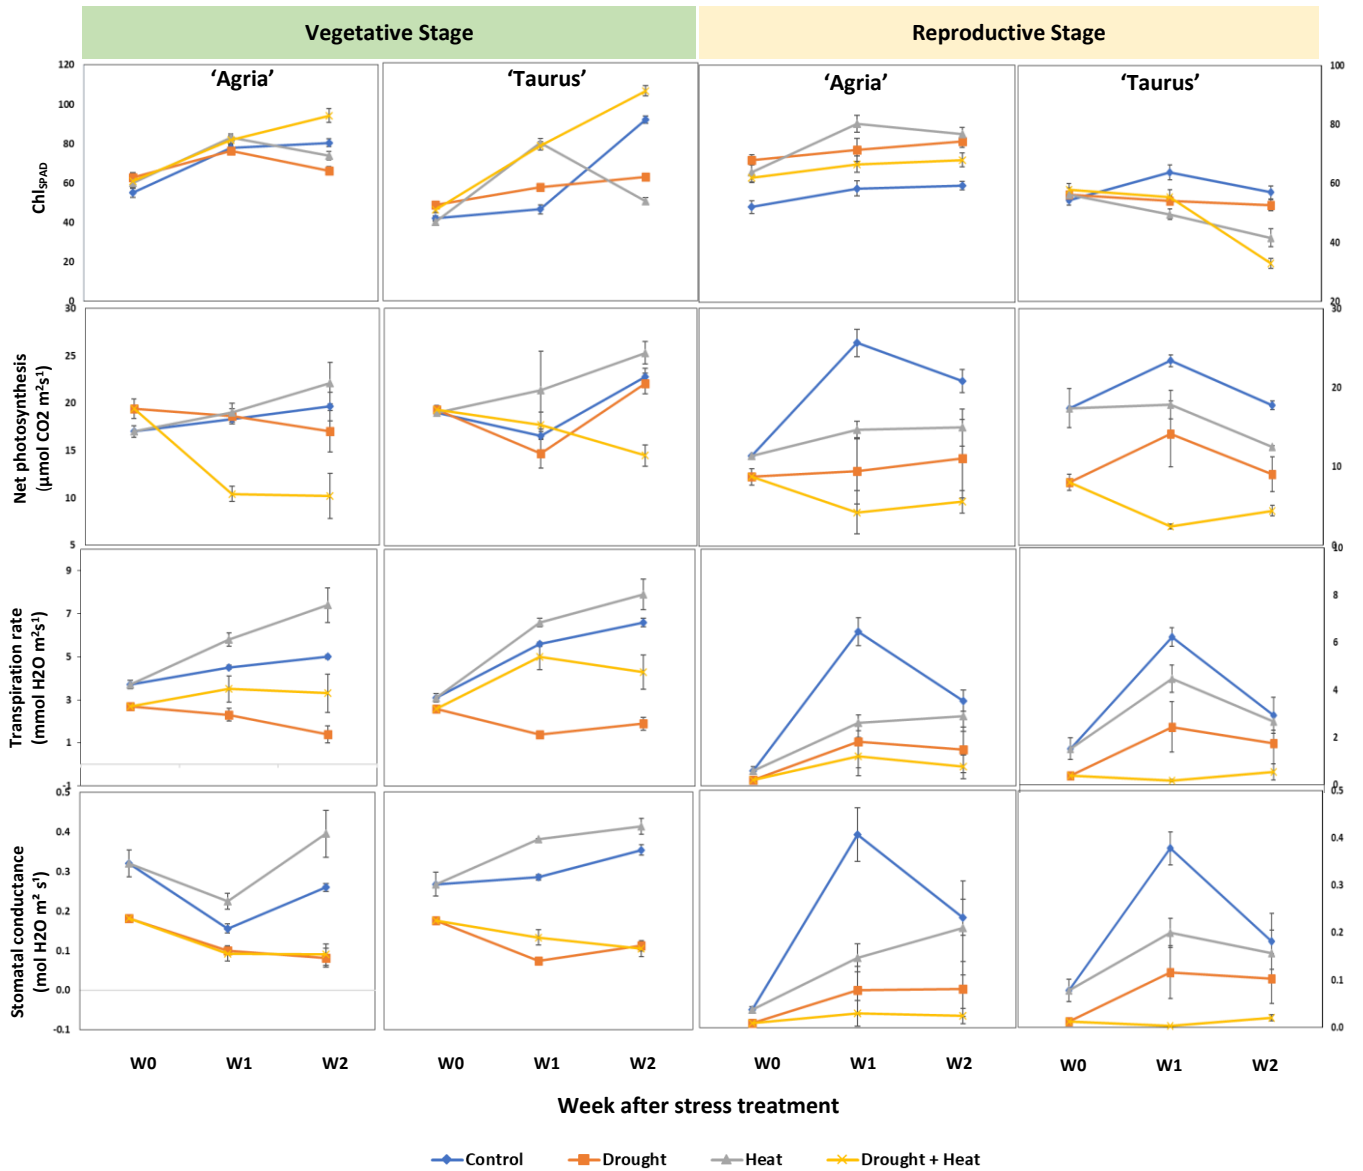 Vegetative Stage
Reproductive Stage
‘Agria’
‘Taurus’
‘Agria’
‘Taurus’
ChlSPAD
120
100
80
60
40
20
0
100
80
60
40
20
Net photosynthesis
(µmol CO2 m²s¹)
30
25
20
15
10
5
30
20
10
0
Transpiration rate
(mmol H2O m²s¹)
9
7
5
3
1
-1
10
8
6
4
2
0
Stomatal conductance
(mol H2O m² s¹)
0.5
0.4
0.3
0.2
0.1
0.0
-0.1
0.5
0.4
0.3
0.2
0.1
0.0
W0 W1 W2 W0 W1 W2 W0 W1 W2 W0 W1 W2
Week after stress treatment
Control Drought Heat Drought + Heat